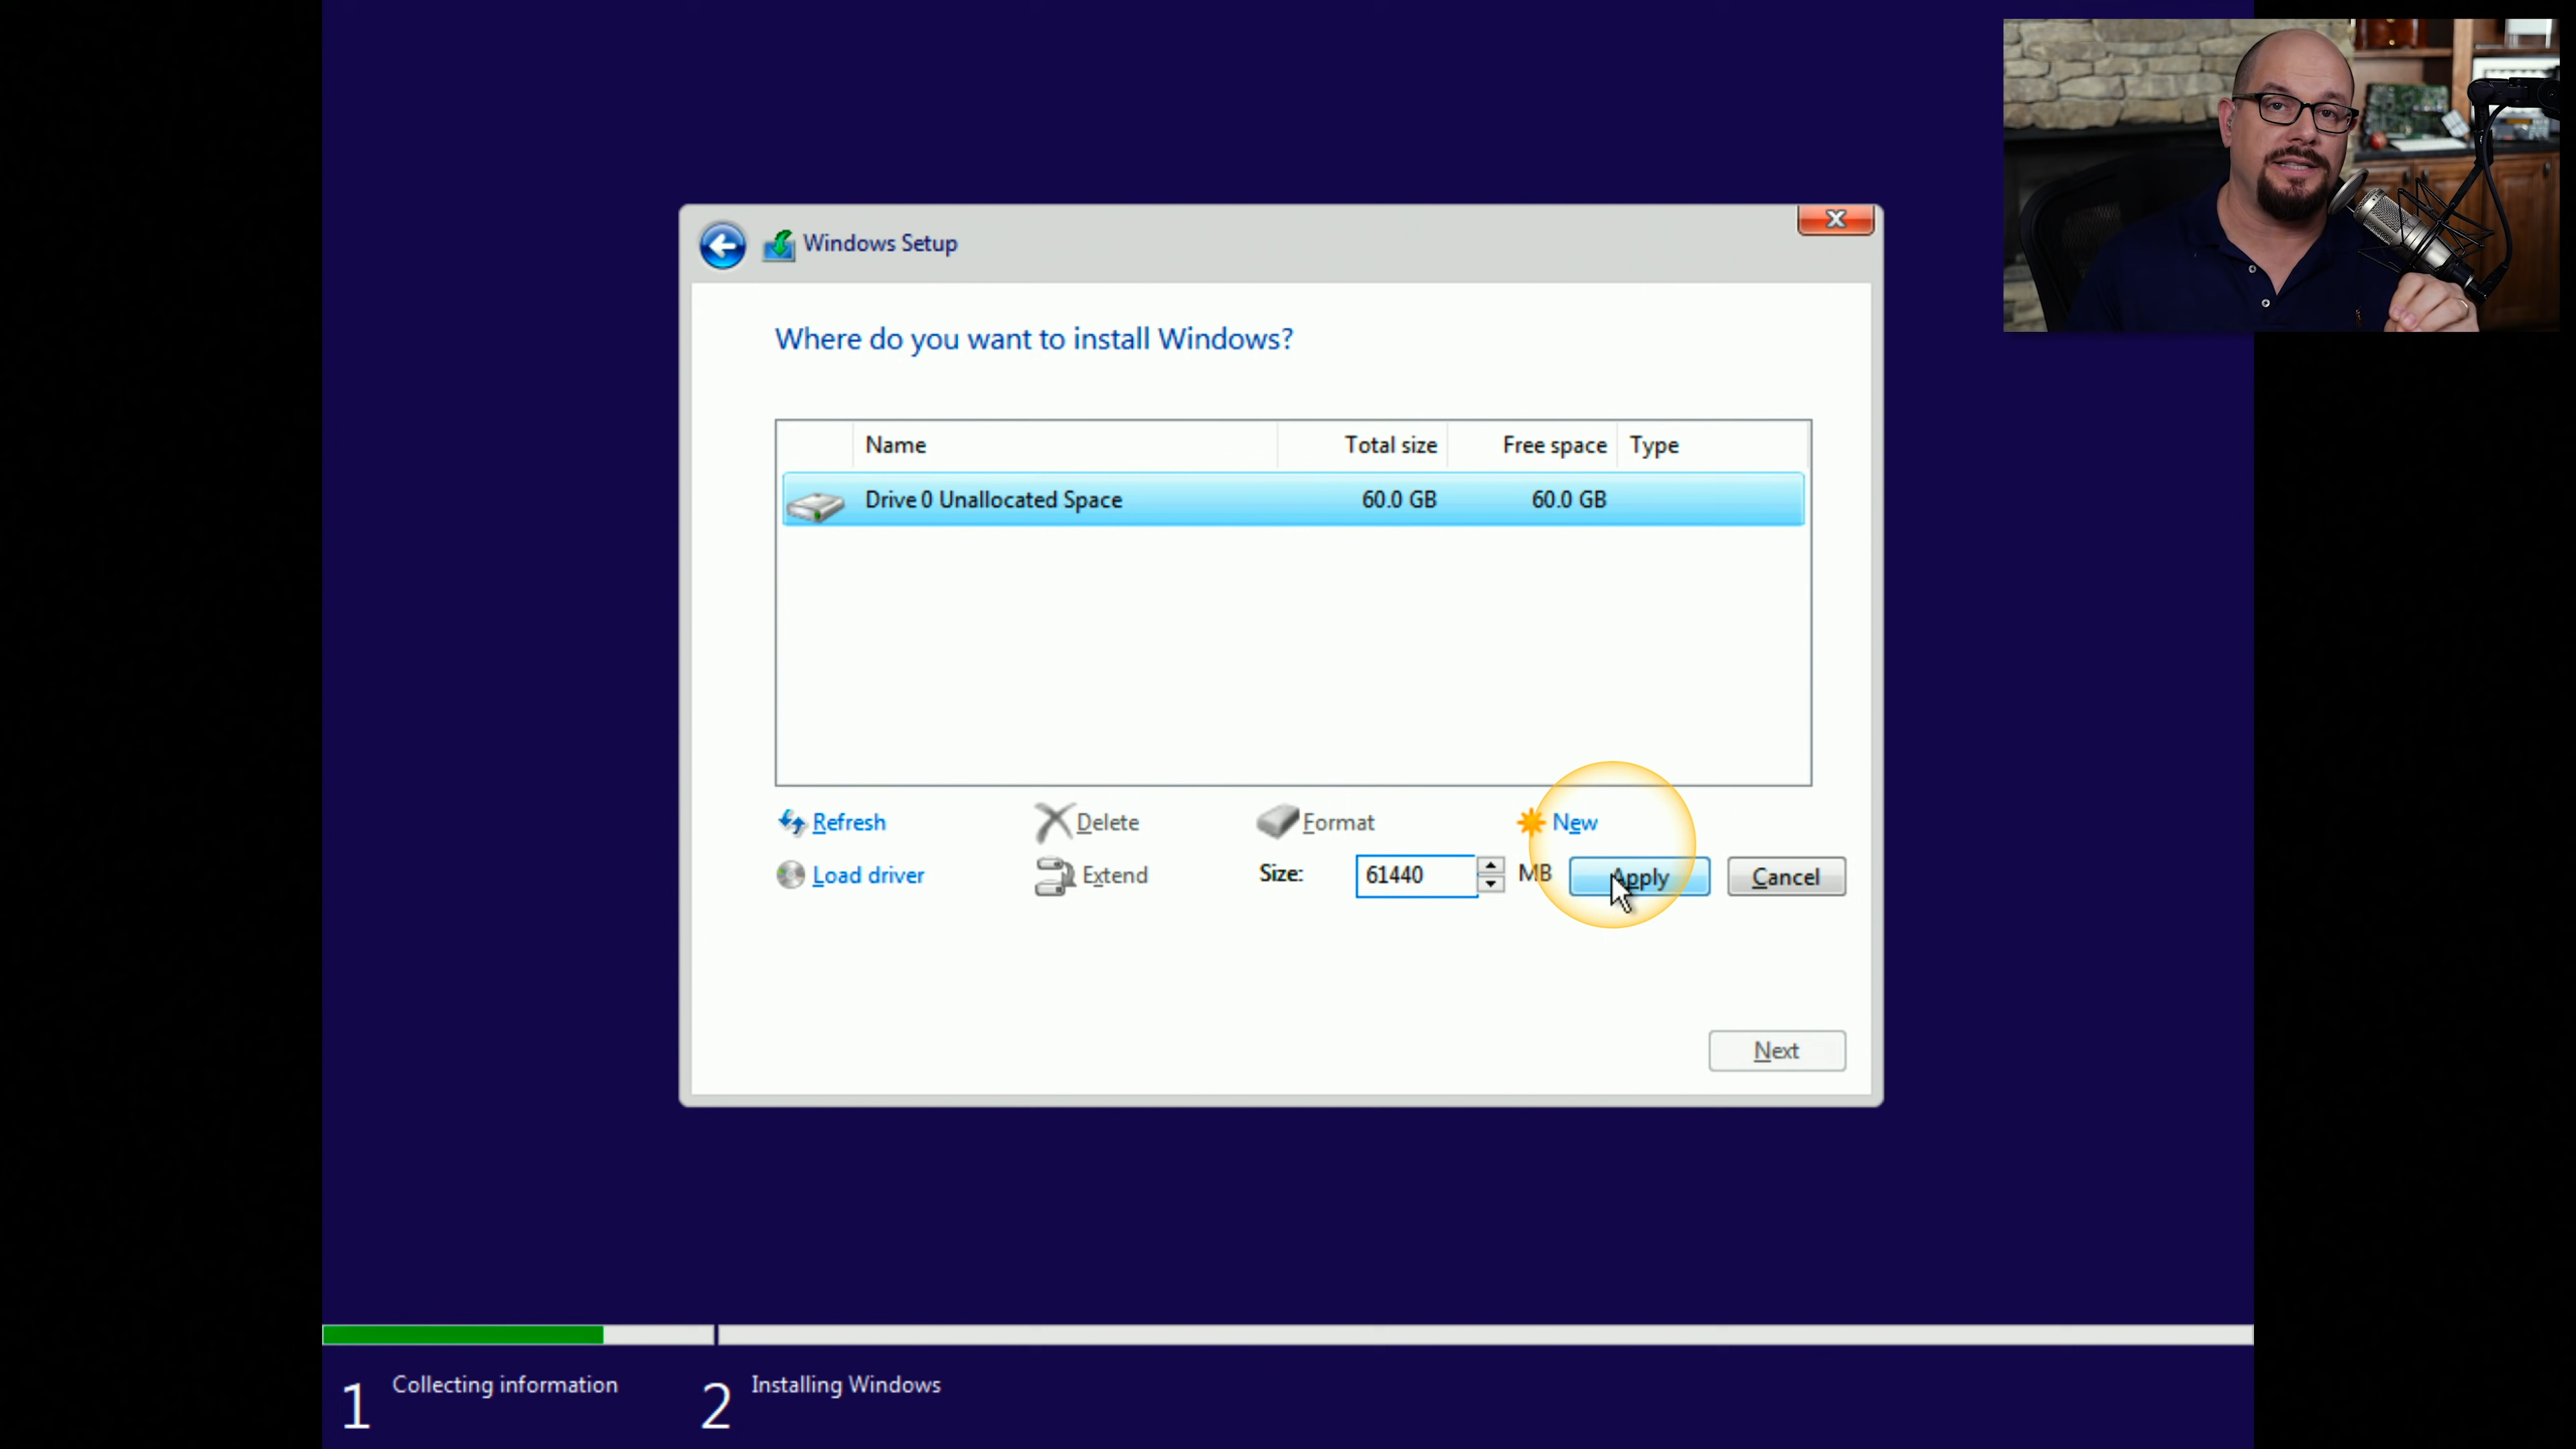 Windows Setup
Where do you want to install Windows?
Name Total size Free space Type
Drive 0 Unallocated Space 60.0 GB 60.0 GB
Refresh Delete Format New
Load driver Extend Size: 61440 MB Apply Cancel
Next
1 Collecting information 2 Installing Windows